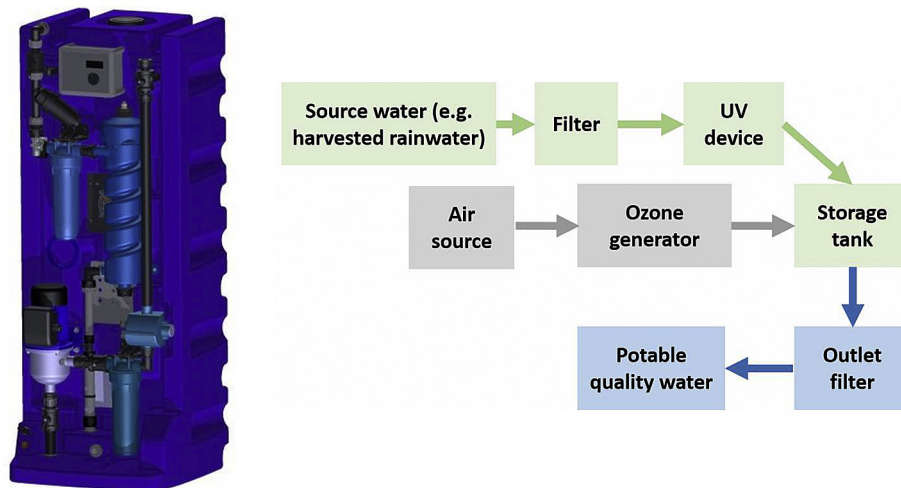 Source water (e.g.
harvested rainwater)
Filter
UV
device
Air
source
Ozone
generator
Storage
tank
Potable
quality water
Outlet
filter